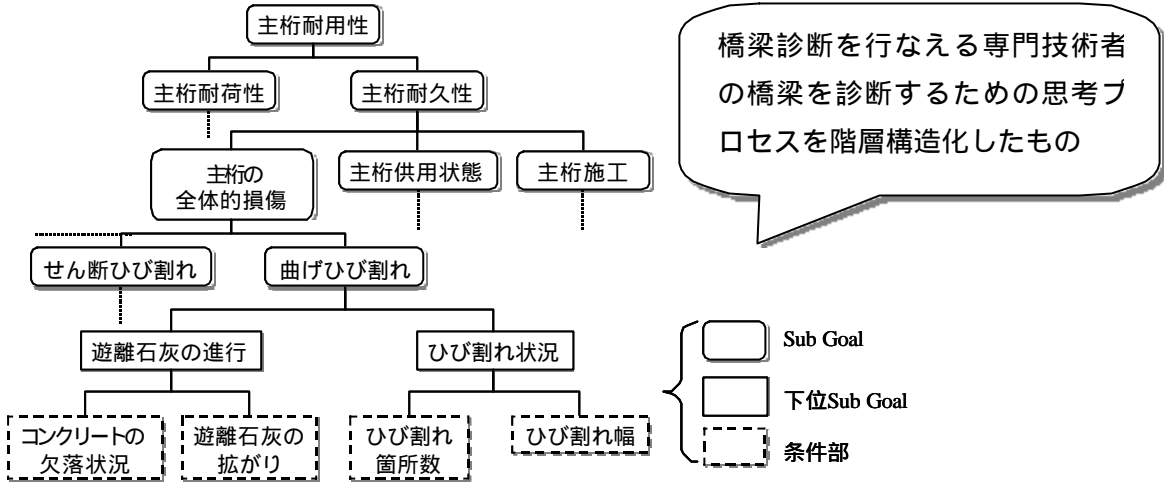 主桁耐用性
橋梁診断を行なえる専門技術者
の橋梁を診断するための思考プ
ロセスを階層構造化したもの
主桁耐荷性
主桁耐久性
主桁の
全体的損傷
主桁供用状態
主桁施工
せん断ひび割れ
曲げひび割れ
遊離石灰の進行
ひび割れ状況
コンクリートの
欠落状況
遊離石灰の
拡がり
ひび割れ
箇所数
ひび割れ幅
Sub Goal
下位Sub Goal
条件部